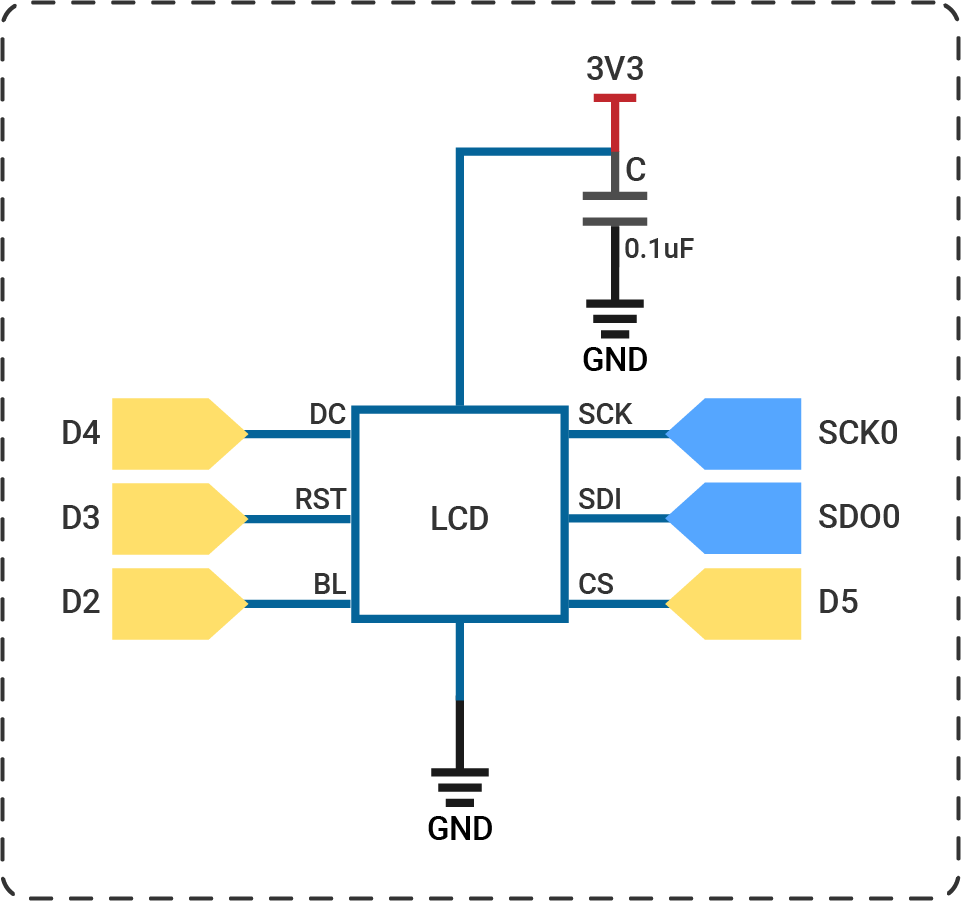 3V3
C
0.1uF
GND
D4
DC
SCK
SCK0
D3
RST
LCD
SDI
SDO0
D2
BL
CS
D5
GND